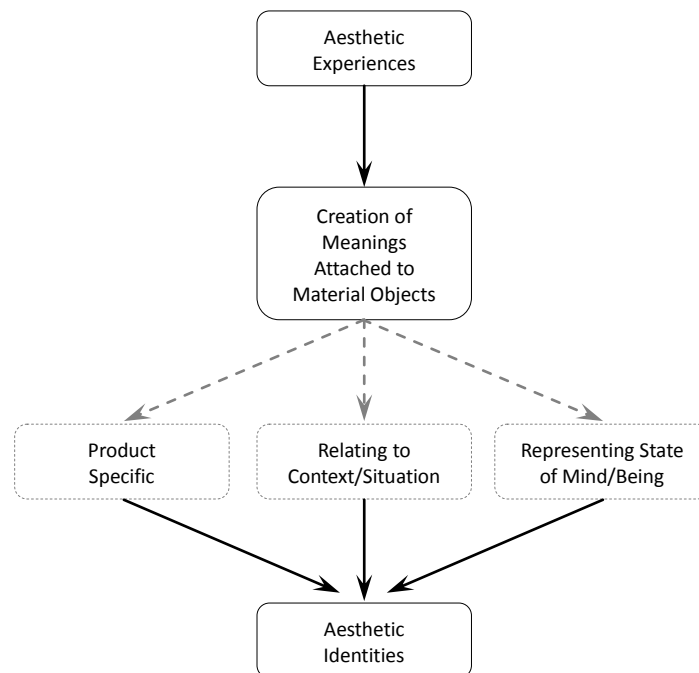 Aesthetic
Experiences
Creation of
Meanings
Attached to
Material Objects
Product
Specific
Relating to
Context/Situation
Representing State
of Mind/Being
Aesthetic
Identities